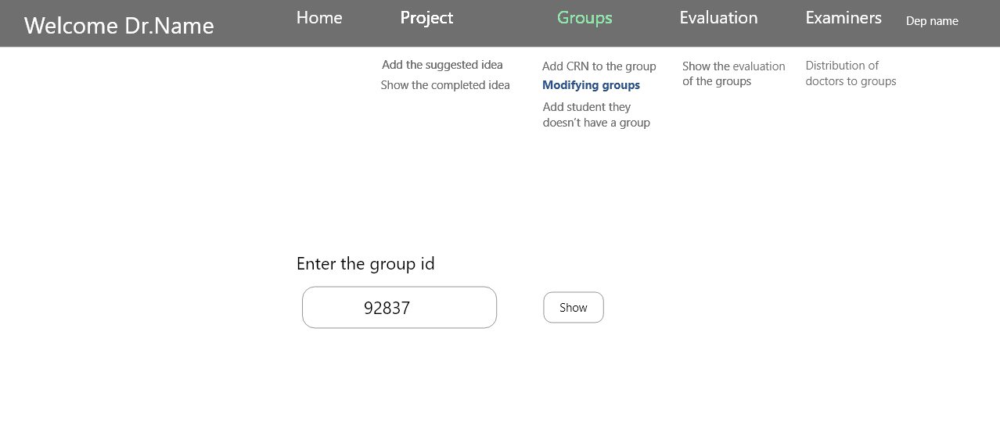 Welcome Dr.Name
Home
Project
Groups
Evaluation
Examiners
Dep name
Add the suggested idea
Show the completed idea
Add CRN to the group
Modifying groups
Add student they
doesn't have a group
Show the evaluation
of the groups
Distribution of
doctors to groups
Enter the group id
92837
Show